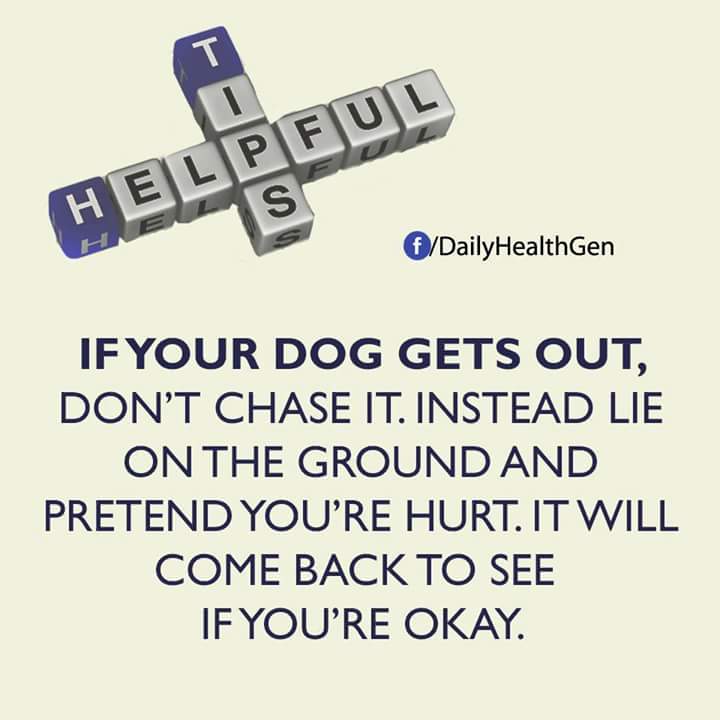 TIPS
HELPFUL
f/DailyHealthGen
IF YOUR DOG GETS OUT,
DON'T CHASE IT. INSTEAD LIE
ON THE GROUND AND
PRETEND YOU'RE HURT. IT WILL
COME BACK TO SEE
IF YOU'RE OKAY.